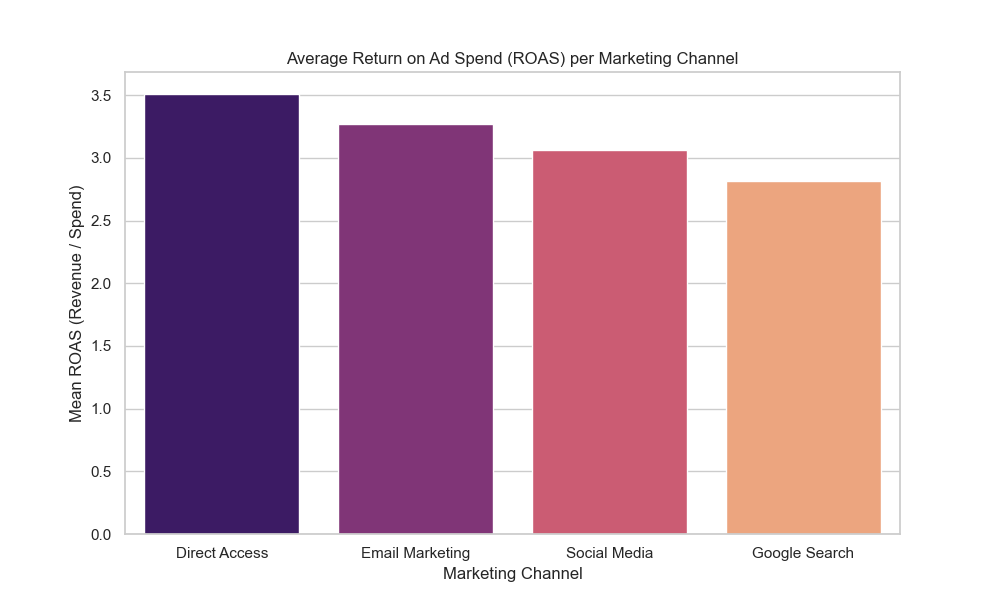 Average Return on Ad Spend (ROAS) per Marketing Channel
Mean ROAS (Revenue / Spend)
3.5
3.0
2.5
2.0
1.5
1.0
0.5
0.0
Direct Access
Email Marketing
Social Media
Google Search
Marketing Channel